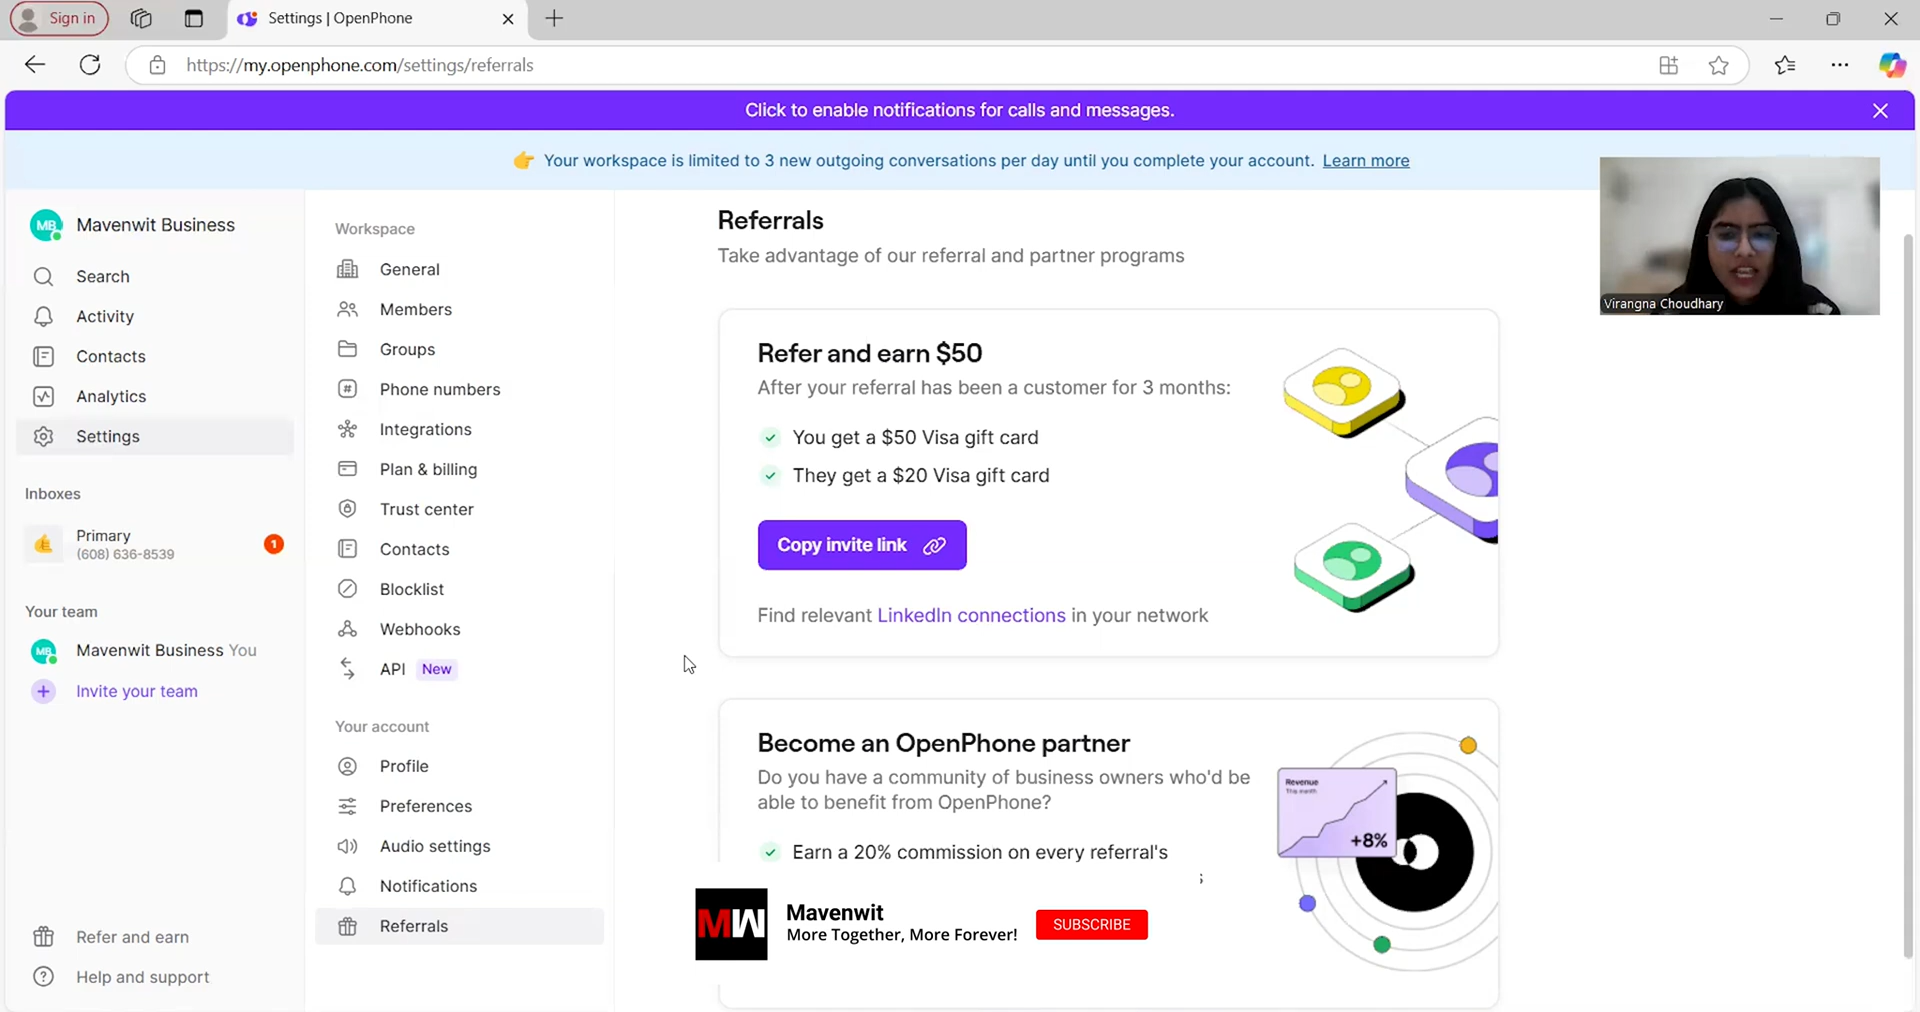 Sign in
Settings | OpenPhone
https://my.openphone.com/settings/referrals
Click to enable notifications for calls and messages.
👉 Your workspace is limited to 3 new outgoing conversations per day until you complete your account. Learn more
MB Mavenwit Business
Search
Activity
Contacts
Analytics
Settings
Inboxes
Primary
(608) 636-8539
1
Your team
MB Mavenwit Business You
+ Invite your team
Refer and earn
Help and support
Workspace
General
Members
Groups
Phone numbers
Integrations
Plan & billing
Trust center
Contacts
Blocklist
Webhooks
API New
Your account
Profile
Preferences
Audio settings
Notifications
Referrals
Referrals
Take advantage of our referral and partner programs
Refer and earn $50
After your referral has been a customer for 3 months:
You get a $50 Visa gift card
They get a $20 Visa gift card
Copy invite link
Find relevant LinkedIn connections in your network
Become an OpenPhone partner
Do you have a community of business owners who'd be
able to benefit from OpenPhone?
Earn a 20% commission on every referral's
Revenue
This month
+8%
MW
Mavenwit
More Together, More Forever!
SUBSCRIBE
Virangna Choudhary